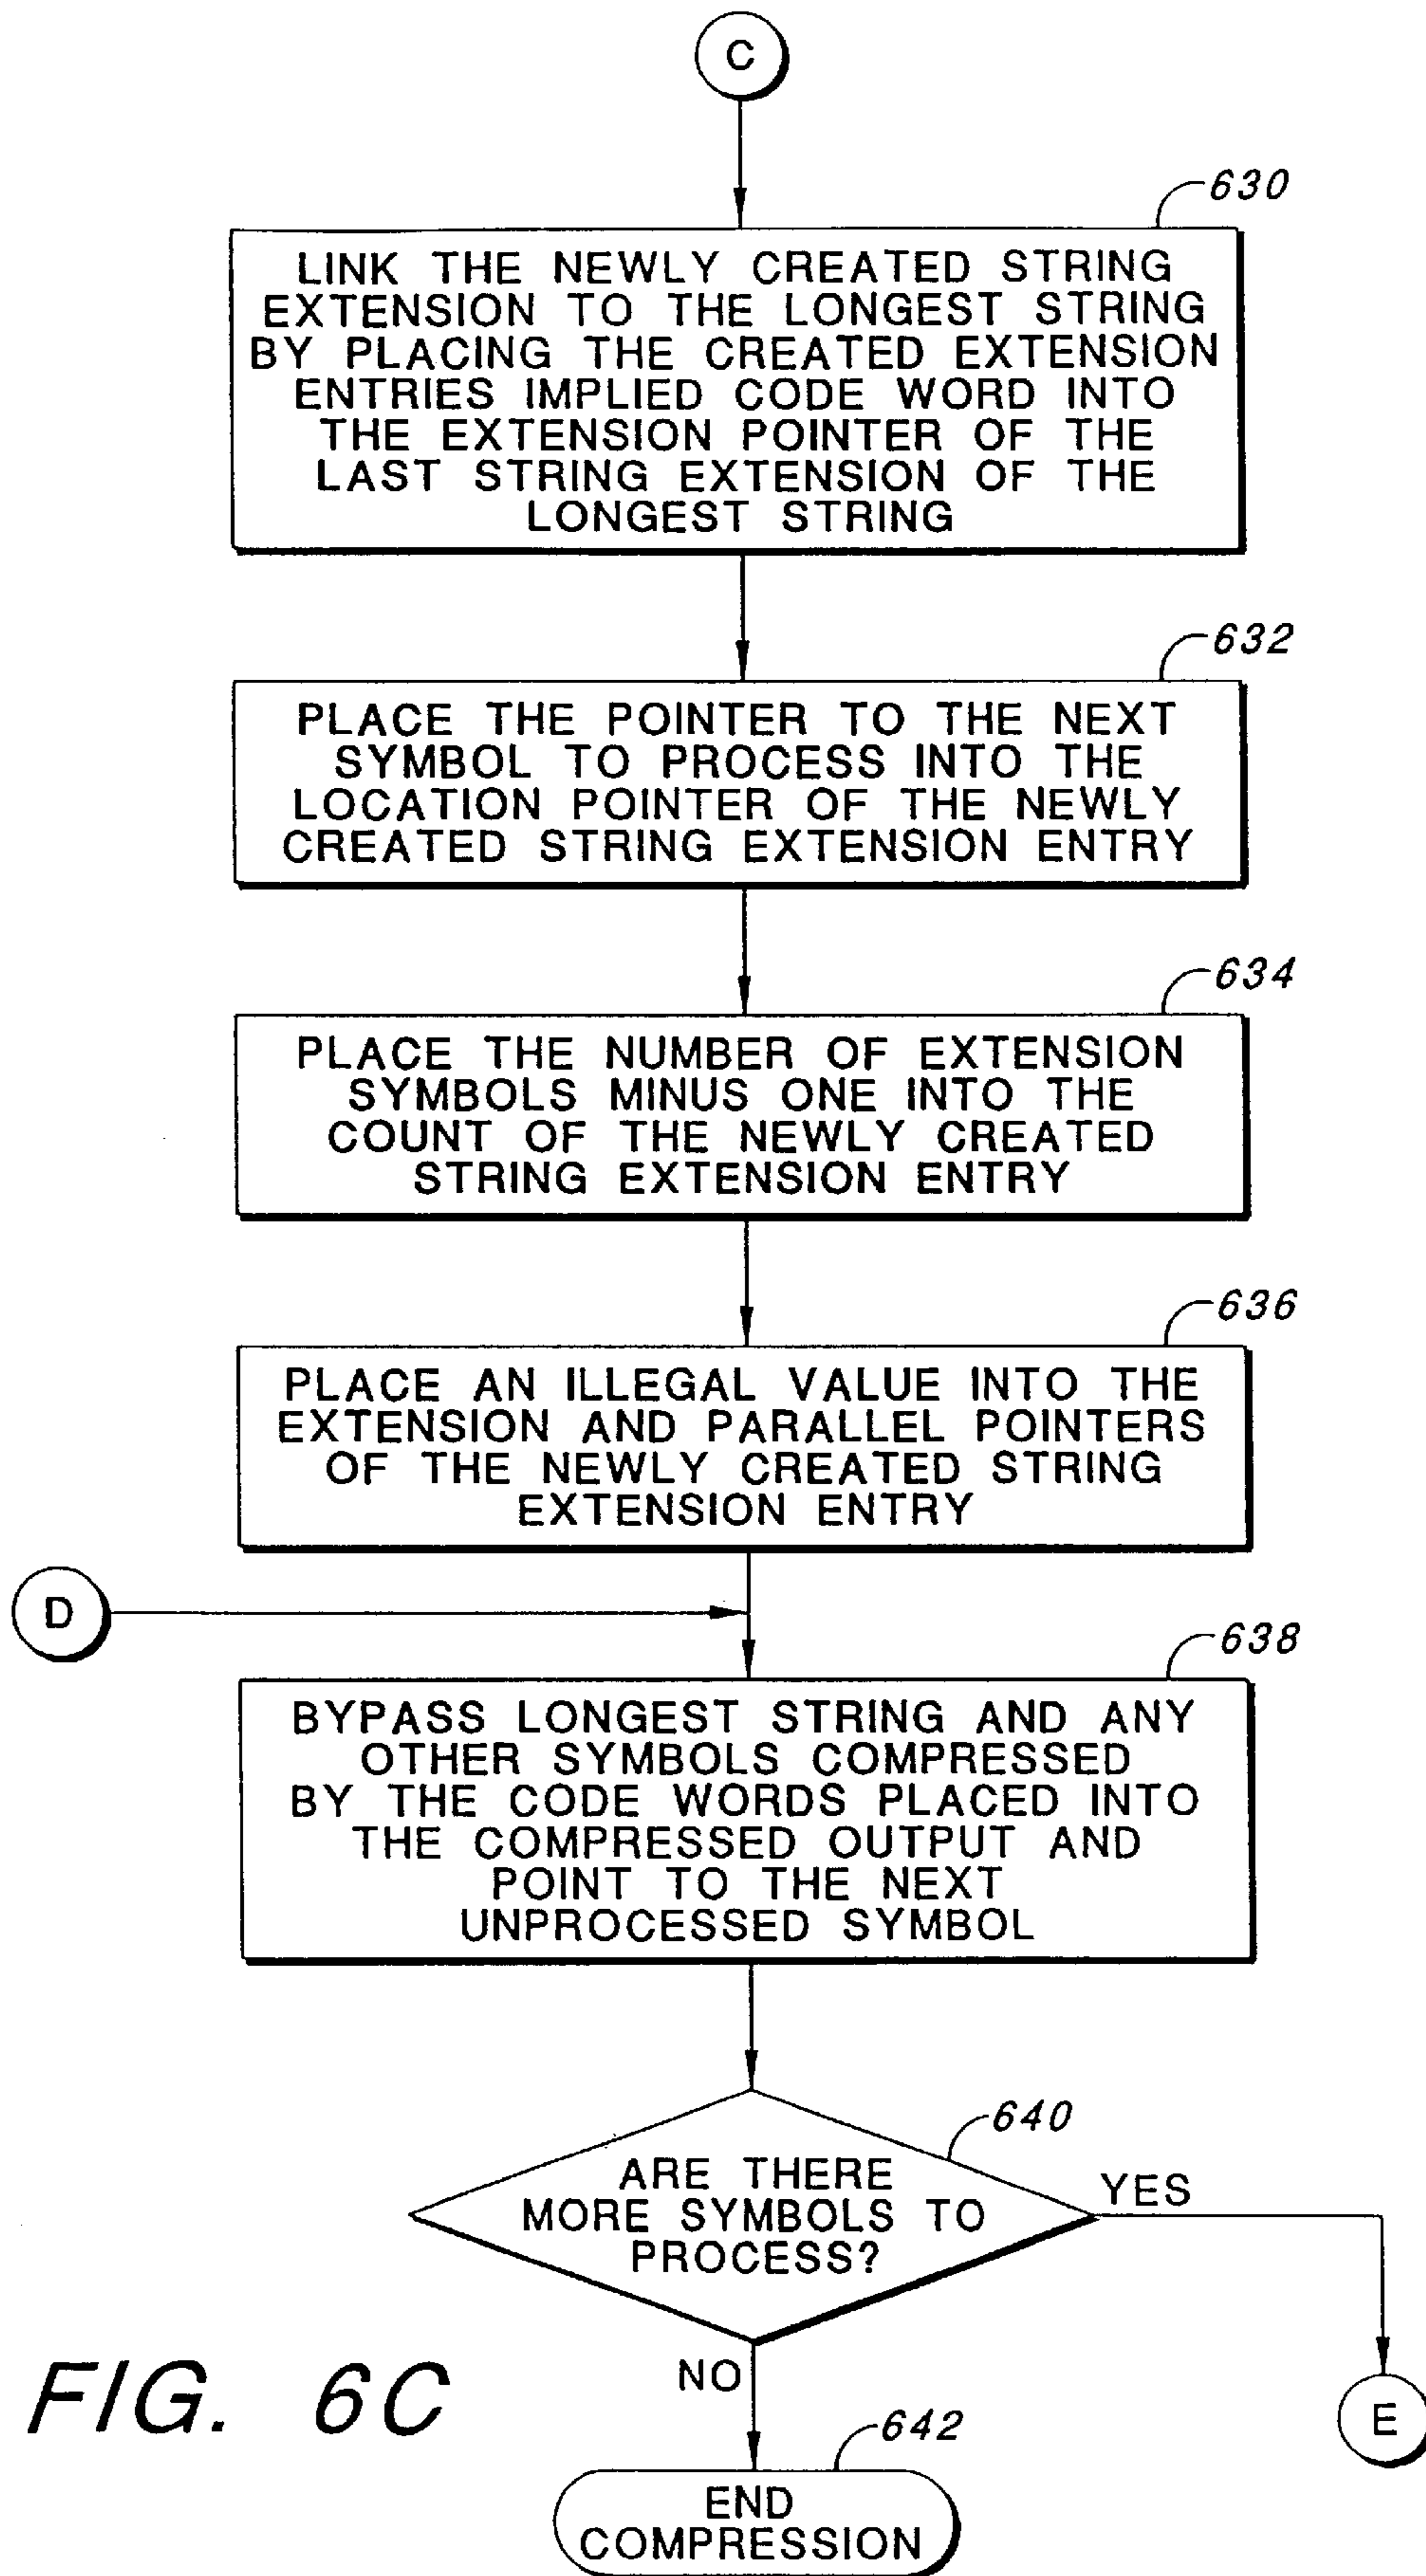 C
630
LINK THE NEWLY CREATED STRING
EXTENSION TO THE LONGEST STRING
BY PLACING THE CREATED EXTENSION
ENTRIES IMPLIED CODE WORD INTO
THE EXTENSION POINTER OF THE
LAST STRING EXTENSION OF THE
LONGEST STRING
632
PLACE THE POINTER TO THE NEXT
SYMBOL TO PROCESS INTO THE
LOCATION POINTER OF THE NEWLY
CREATED STRING EXTENSION ENTRY
634
PLACE THE NUMBER OF EXTENSION
SYMBOLS MINUS ONE INTO THE
COUNT OF THE NEWLY CREATED
STRING EXTENSION ENTRY
636
PLACE AN ILLEGAL VALUE INTO THE
EXTENSION AND PARALLEL POINTERS
OF THE NEWLY CREATED STRING
EXTENSION ENTRY
D
638
BYPASS LONGEST STRING AND ANY
OTHER SYMBOLS COMPRESSED
BY THE CODE WORDS PLACED INTO
THE COMPRESSED OUTPUT AND
POINT TO THE NEXT
UNPROCESSED SYMBOL
640
ARE THERE
MORE SYMBOLS TO
PROCESS?
YES
NO
E
642
END
COMPRESSION
FIG. 6C